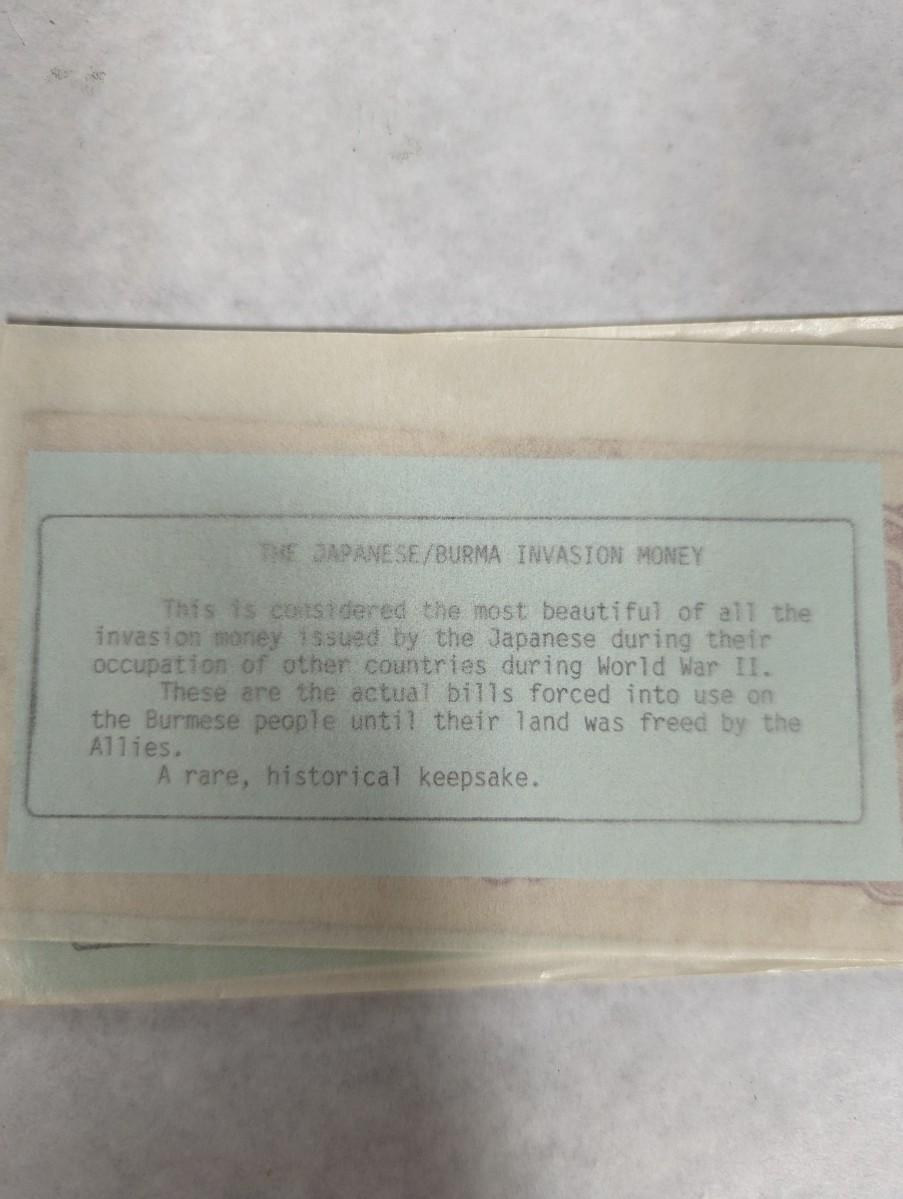 THE JAPANESE/BURMA INVASION MONEY
This is considered the most beautiful of all the
invasion money issued by the Japanese during their
occupation of other countries during World War II.
These are the actual bills forced into use on
the Burmese people until their land was freed by the
Allies.
A rare, historical keepsake.